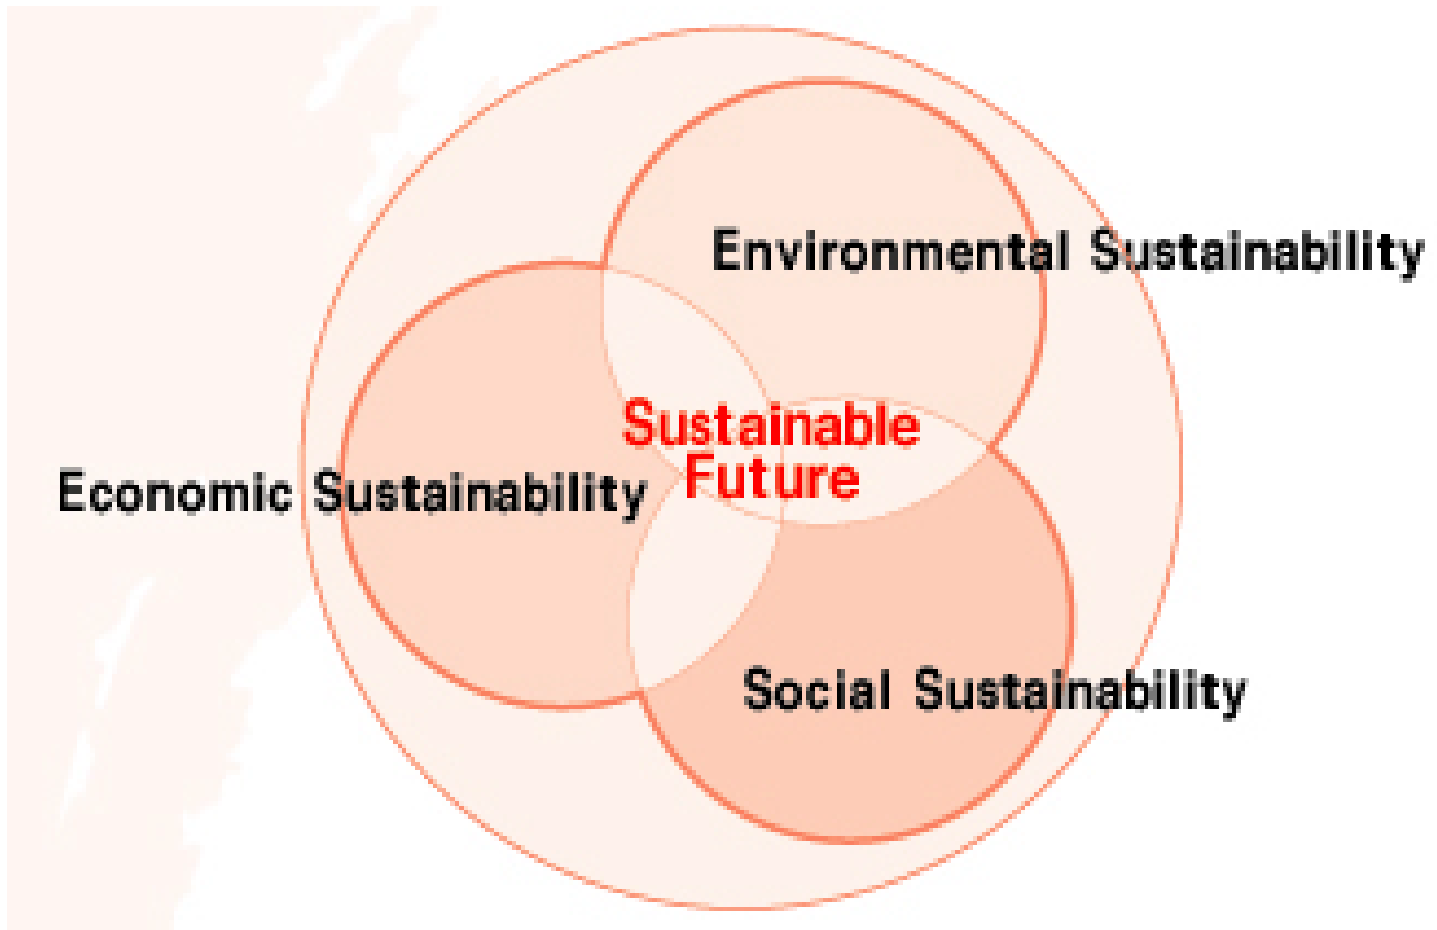 Environmental Sustainability
Sustainable
Future
Economic Sustainability
Social Sustainability